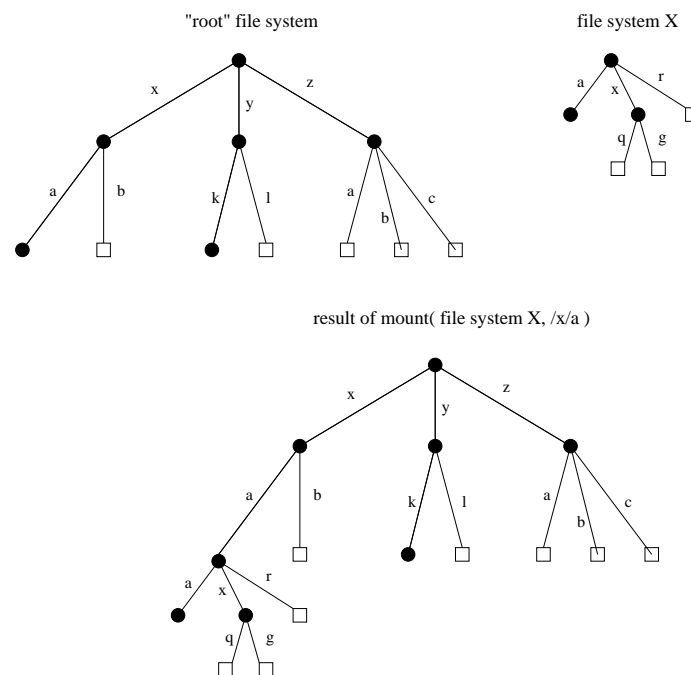 "root" file system
file system X
x
y
z
a
x
r
a
b
k
l
a
b
c
q
g
result of mount( file system X, /x/a )
x
y
z
a
b
k
l
a
b
c
a
x
r
q
g